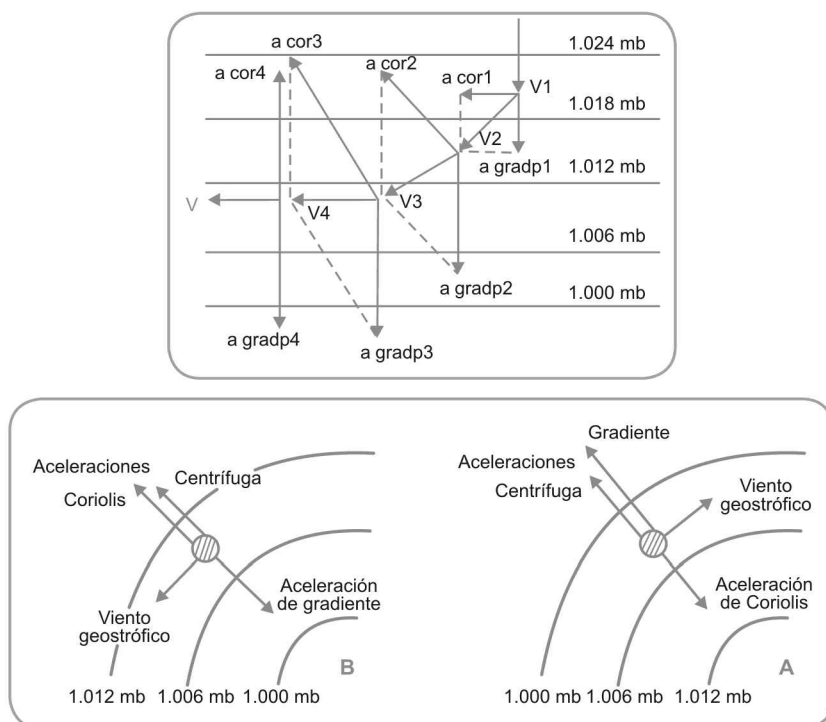 a cor3
1.024 mb
a cor4
a cor2
a cor1
V1
1.018 mb
V2
a gradp1
1.012 mb
V
V4
V3
1.006 mb
a gradp2
1.000 mb
a gradp4
a gradp3
Gradiente
Aceleraciones
Centrífuga
Coriolis
Aceleraciones
Centrífuga
Viento
geostrófico
Viento
geostrófico
Aceleración
de gradiente
Aceleración
de Coriolis
B
A
1.012 mb
1.006 mb
1.000 mb
1.000 mb
1.006 mb
1.012 mb